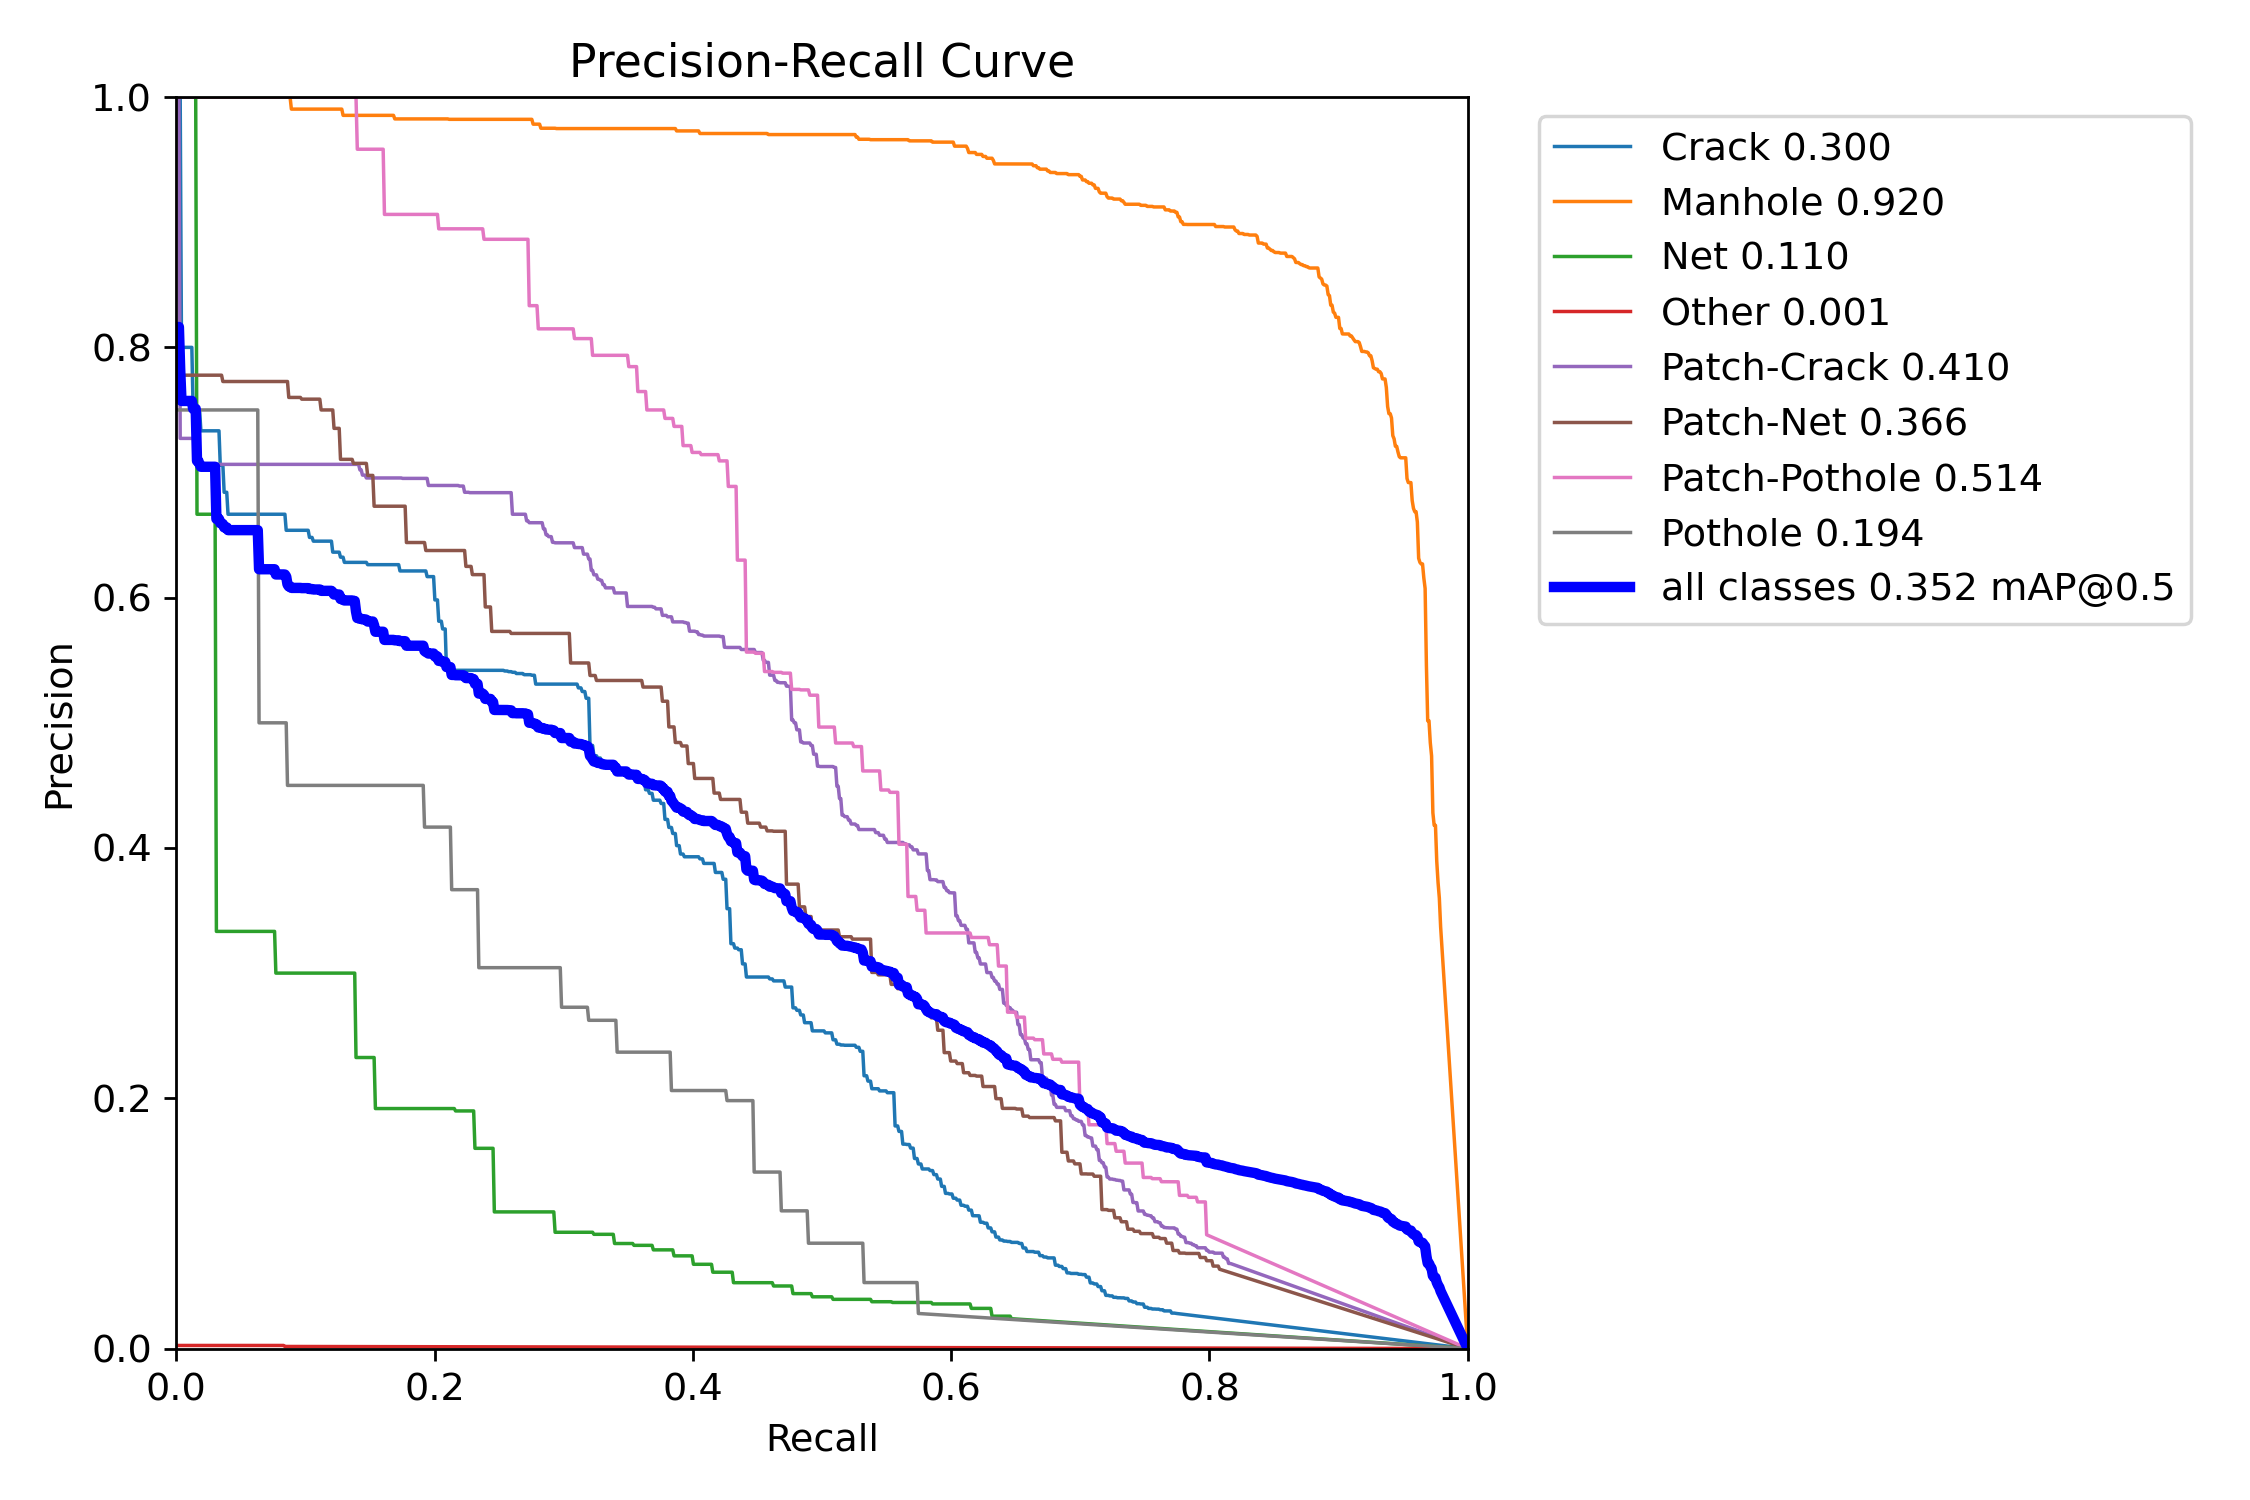 Precision-Recall Curve
1.0
0.8
0.6
0.4
0.2
0.0
Precision
0.0 0.2 0.4 0.6 0.8 1.0
Recall
Crack 0.300
Manhole 0.920
Net 0.110
Other 0.001
Patch-Crack 0.410
Patch-Net 0.366
Patch-Pothole 0.514
Pothole 0.194
all classes 0.352 mAP@0.5